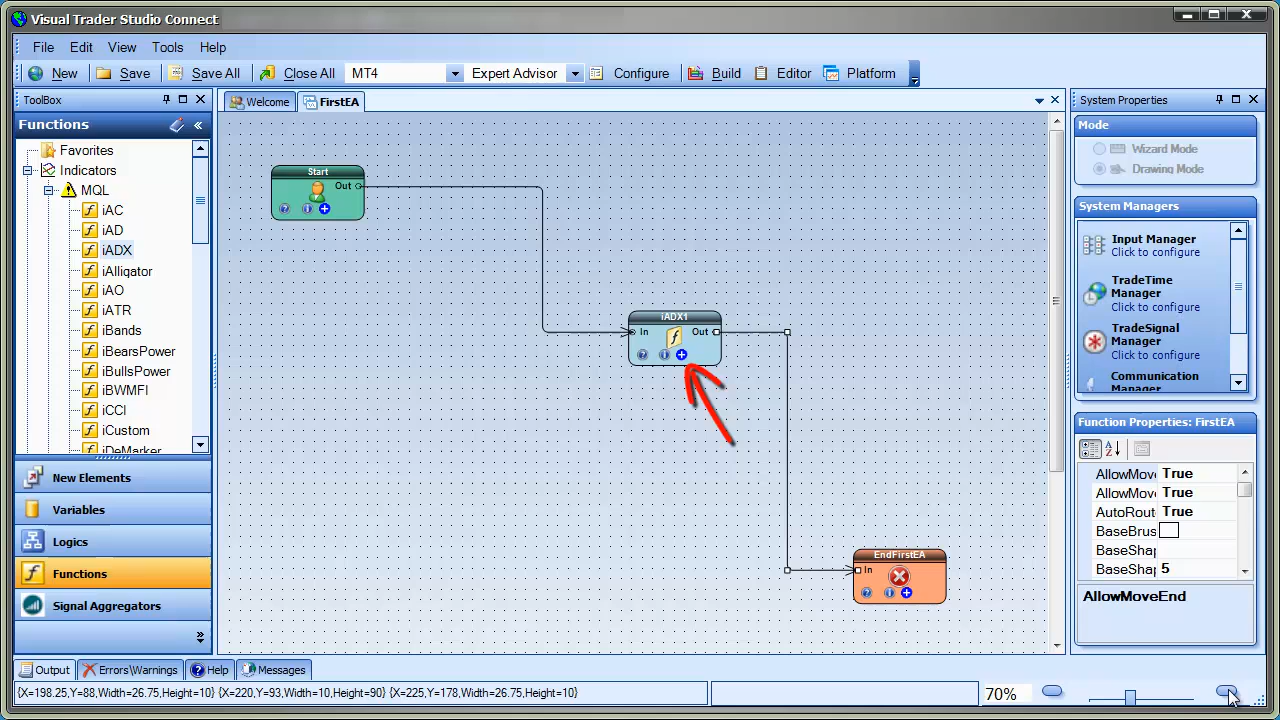 Visual Trader Studio Connect
File Edit View Tools Help
New Save Save All Close All MT4 Expert Advisor Configure Build Editor Platform
ToolBox
Functions
Favorites
Indicators
MQL
iAC
iAD
iADX
iAlligator
iAO
iATR
iBands
iBearsPower
iBullsPower
iBWMFI
iCCI
iCustom
iDeMarker
New Elements
Variables
Logics
Functions
Signal Aggregators
Welcome FirstEA
Start
Out
iADX1
In Out
EndFirstEA
In
System Properties
Mode
Wizard Mode
Drawing Mode
System Managers
Input Manager
Click to configure
TradeTime
Manager
Click to configure
TradeSignal
Manager
Click to configure
Communication
Manager
Function Properties: FirstEA
AllowMove True
AllowMove True
AutoRout True
BaseBrus
BaseShap
BaseShap 5
AllowMoveEnd
Output Errors\Warnings Help Messages
{X=198.25,Y=88,Width=26.75,Height=10} {X=220,Y=93,Width=10,Height=90} {X=225,Y=178,Width=26.75,Height=10}
70%